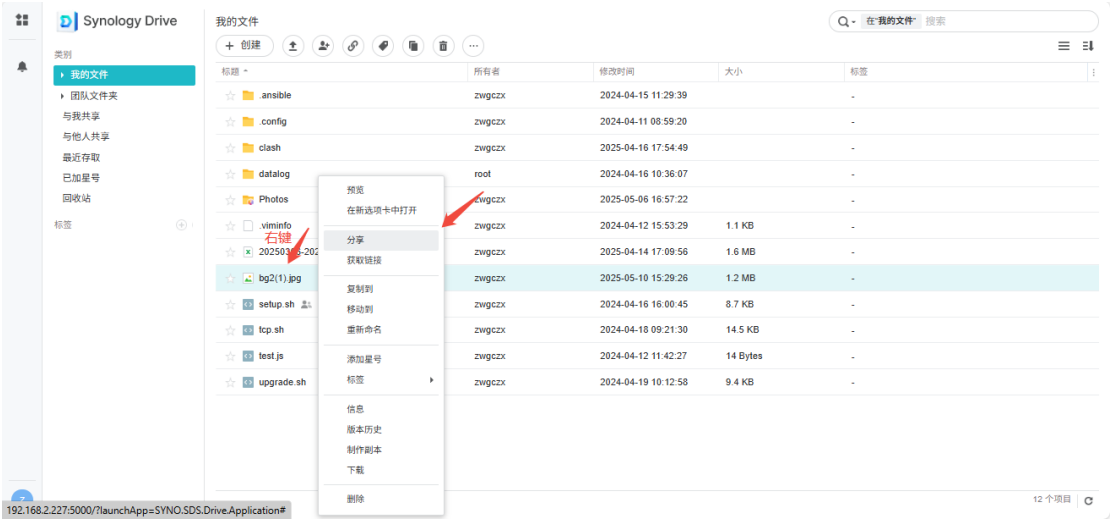 Synology Drive
类别
我的文件
团队文件夹
与我共享
与他人共享
最近存取
已加星号
回收站
标签
我的文件
在"我的文件" 搜索
+ 创建
标题 所有者 修改时间 大小 标签
.ansible zwgczx 2024-04-15 11:29:39 -
.config zwgczx 2024-04-11 08:59:20 -
clash zwgczx 2025-04-16 17:54:49 -
datalog root 2024-04-16 10:36:07 -
Photos zwgczx 2025-05-06 16:57:22 -
.viminfo zwgczx 2024-04-12 15:53:29 1.1 KB -
zwgczx 2025-04-14 17:09:56 1.6 MB -
bg2(1).jpg zwgczx 2025-05-10 15:29:26 1.2 MB -
setup.sh zwgczx 2024-04-16 16:00:45 8.7 KB -
tcp.sh zwgczx 2024-04-18 09:21:30 14.5 KB -
test.js zwgczx 2024-04-12 11:42:27 14 Bytes -
upgrade.sh zwgczx 2024-04-19 10:12:58 9.4 KB -
右键
预览
在新选项卡中打开
分享
获取链接
复制到
移动到
重新命名
添加星号
标签
信息
版本历史
制作副本
下载
删除
12 个项目
Z
192.168.2.227:5000/?launchApp=SYNO.SDS.Drive.Application#